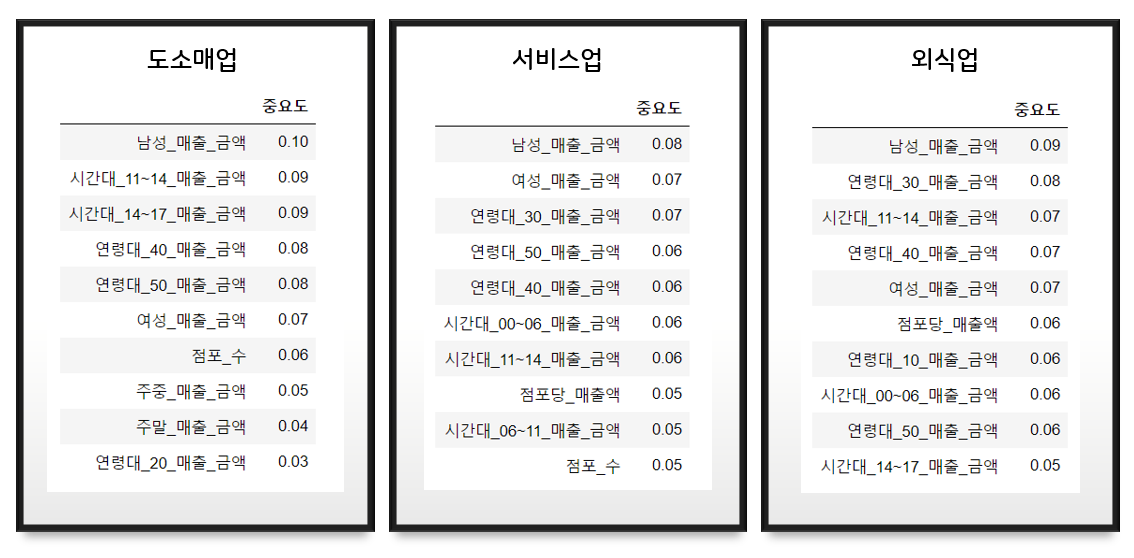 도소매업
중요도
남성_매출_금액 0.10
시간대_11~14_매출_금액 0.09
시간대_14~17_매출_금액 0.09
연령대_40_매출_금액 0.08
연령대_50_매출_금액 0.08
여성_매출_금액 0.07
점포_수 0.06
주중_매출_금액 0.05
주말_매출_금액 0.04
연령대_20_매출_금액 0.03
서비스업
중요도
남성_매출_금액 0.08
여성_매출_금액 0.07
연령대_30_매출_금액 0.07
연령대_50_매출_금액 0.06
연령대_40_매출_금액 0.06
시간대_00~06_매출_금액 0.06
시간대_11~14_매출_금액 0.06
점포당_매출액 0.05
시간대_06~11_매출_금액 0.05
점포_수 0.05
외식업
중요도
남성_매출_금액 0.09
연령대_30_매출_금액 0.08
시간대_11~14_매출_금액 0.07
연령대_40_매출_금액 0.07
여성_매출_금액 0.07
점포당_매출액 0.06
연령대_10_매출_금액 0.06
시간대_00~06_매출_금액 0.06
연령대_50_매출_금액 0.06
시간대_14~17_매출_금액 0.05